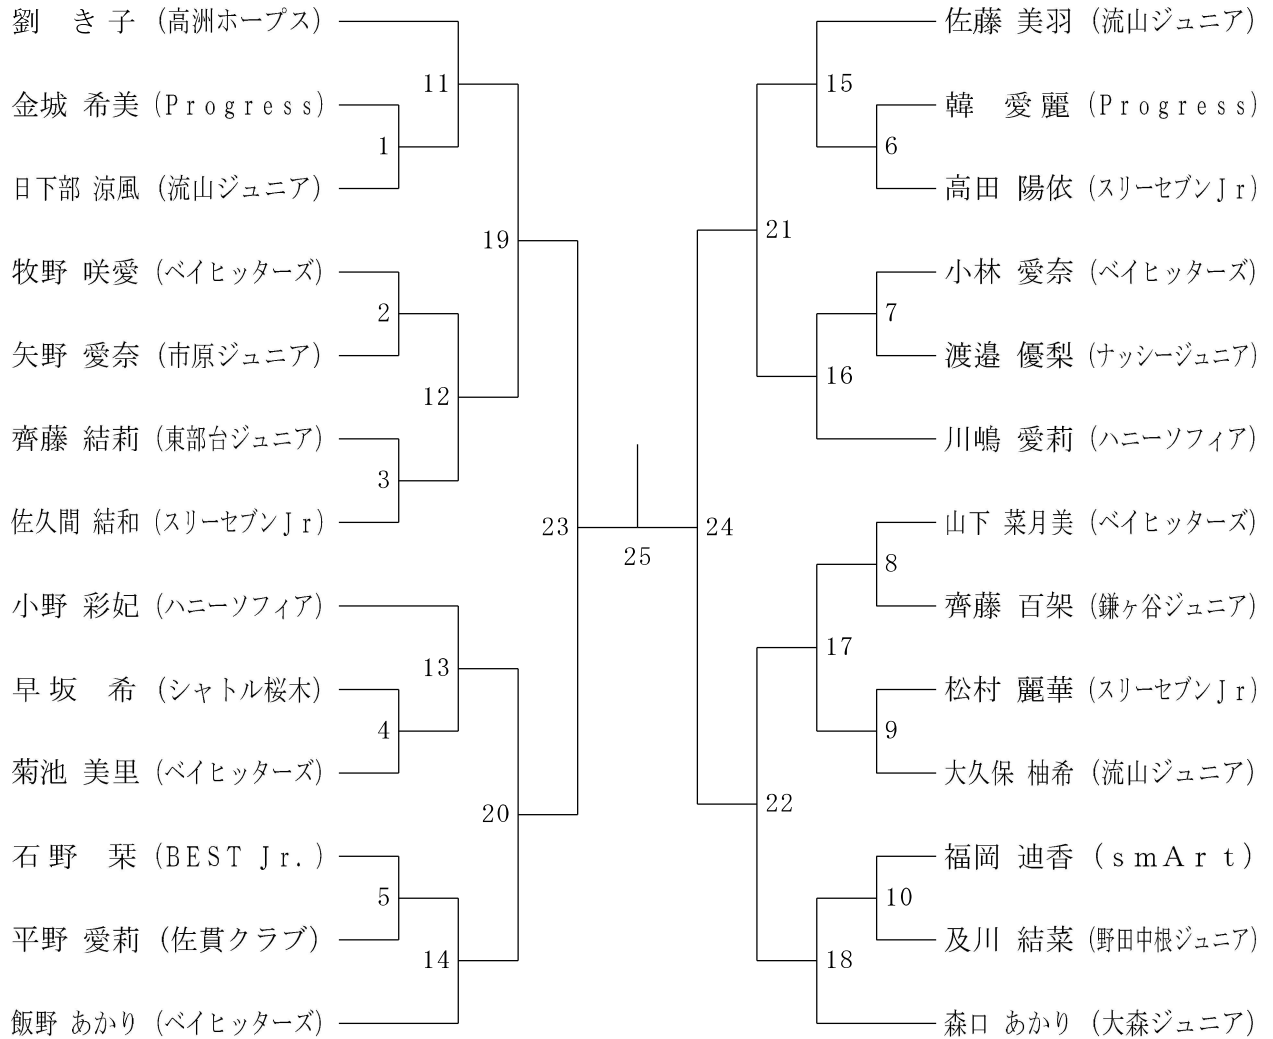 劉 き子 (高洲ホープス)
11
金城 希美 (Progress)
1
日下部 涼風 (流山ジュニア)
19
牧野 咲愛 (ベイヒッターズ)
2
矢野 愛奈 (市原ジュニア)
12
齊藤 結莉 (東部台ジュニア)
3
佐久間 結和 (スリーセブンJr)
23
小野 彩妃 (ハニーソフィア)
13
早坂 希 (シャトル桜木)
4
菊池 美里 (ベイヒッターズ)
20
石野 栞 (BEST Jr.)
5
平野 愛莉 (佐貫クラブ)
14
飯野 あかり (ベイヒッターズ)
25
佐藤 美羽 (流山ジュニア)
15
韓 愛麗 (Progress)
6
高田 陽依 (スリーセブンJr)
21
小林 愛奈 (ベイヒッターズ)
7
渡邉 優梨 (ナッシージュニア)
16
川嶋 愛莉 (ハニーソフィア)
24
山下 菜月美 (ベイヒッターズ)
8
齊藤 百架 (鎌ヶ谷ジュニア)
17
松村 麗華 (スリーセブンJr)
9
大久保 柚希 (流山ジュニア)
22
福岡 迪香 (smArt)
10
及川 結菜 (野田中根ジュニア)
18
森口 あかり (大森ジュニア)